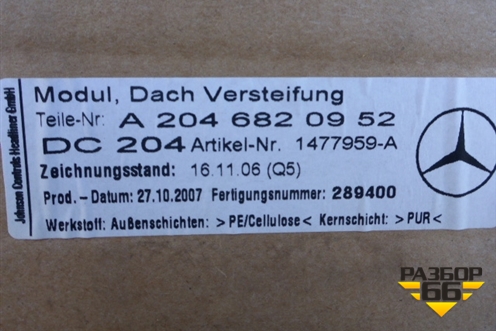 Johnson Controls Headliner GmbH
Modul, Dach Versteifung
Teile-Nr: A 204 682 09 52
DC 204 Artikel-Nr. 1477959-A
Zeichnungsstand: 16.11.06 (Q5)
Prod. - Datum: 27.10.2007 Fertigungsnummer: 289400
Werkstoff: Außenschichten: >PE/Cellulose< Kernschicht: >PUR<
РАЗБОР
66